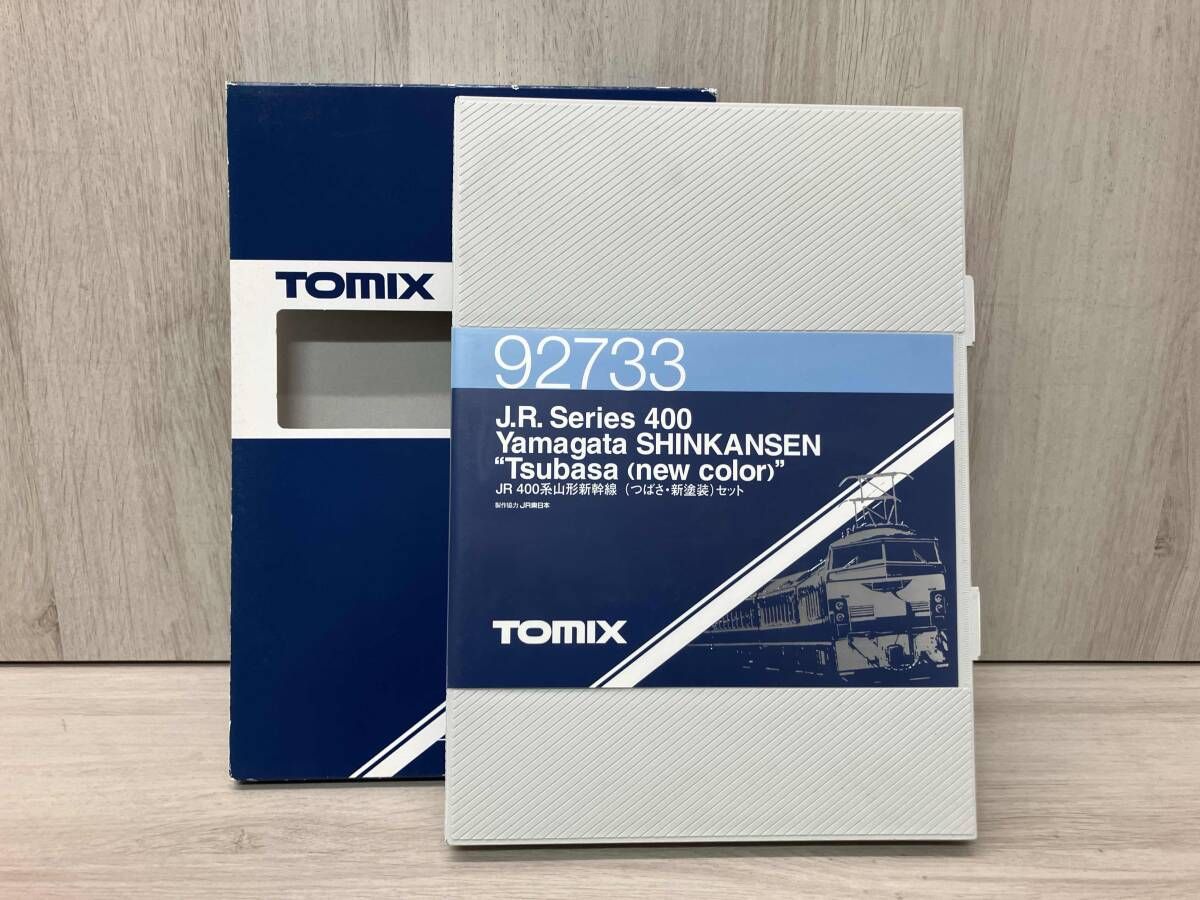 TOMIX
92733
J.R. Series 400
Yamagata SHINKANSEN
“Tsubasa (new color)”
JR 400系山形新幹線 (つばさ・新塗装)セット
製作協力 JR東日本
TOMIX